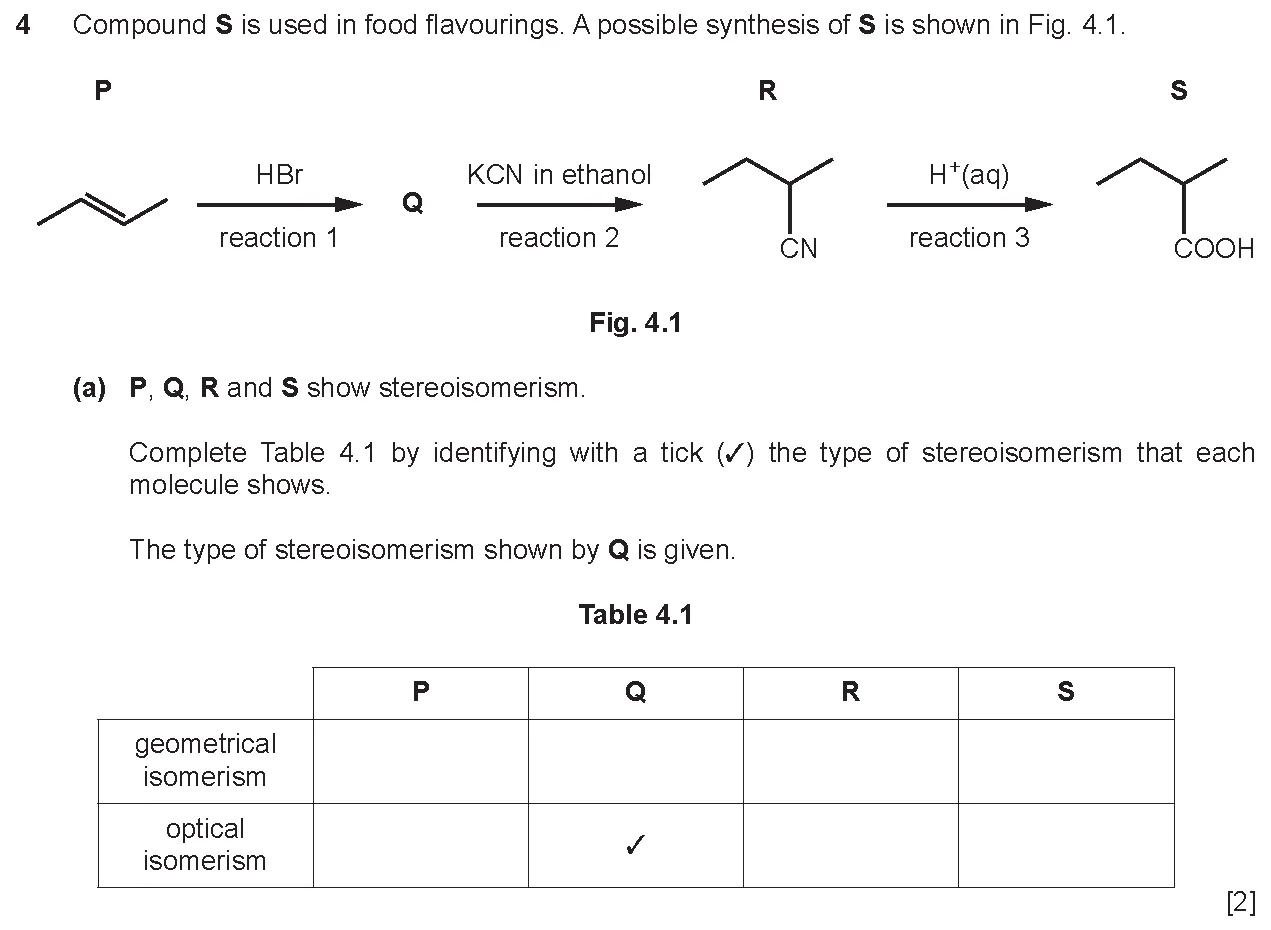 4 Compound S is used in food flavourings. A possible synthesis of S is shown in Fig. 4.1.
P R S
HBr KCN in ethanol H⁺(aq)
Q
reaction 1 reaction 2 reaction 3
CN COOH
Fig. 4.1
(a) P, Q, R and S show stereoisomerism.
Complete Table 4.1 by identifying with a tick (✓) the type of stereoisomerism that each
molecule shows.
The type of stereoisomerism shown by Q is given.
Table 4.1
P Q R S
geometrical
isomerism
optical
isomerism ✓
[2]